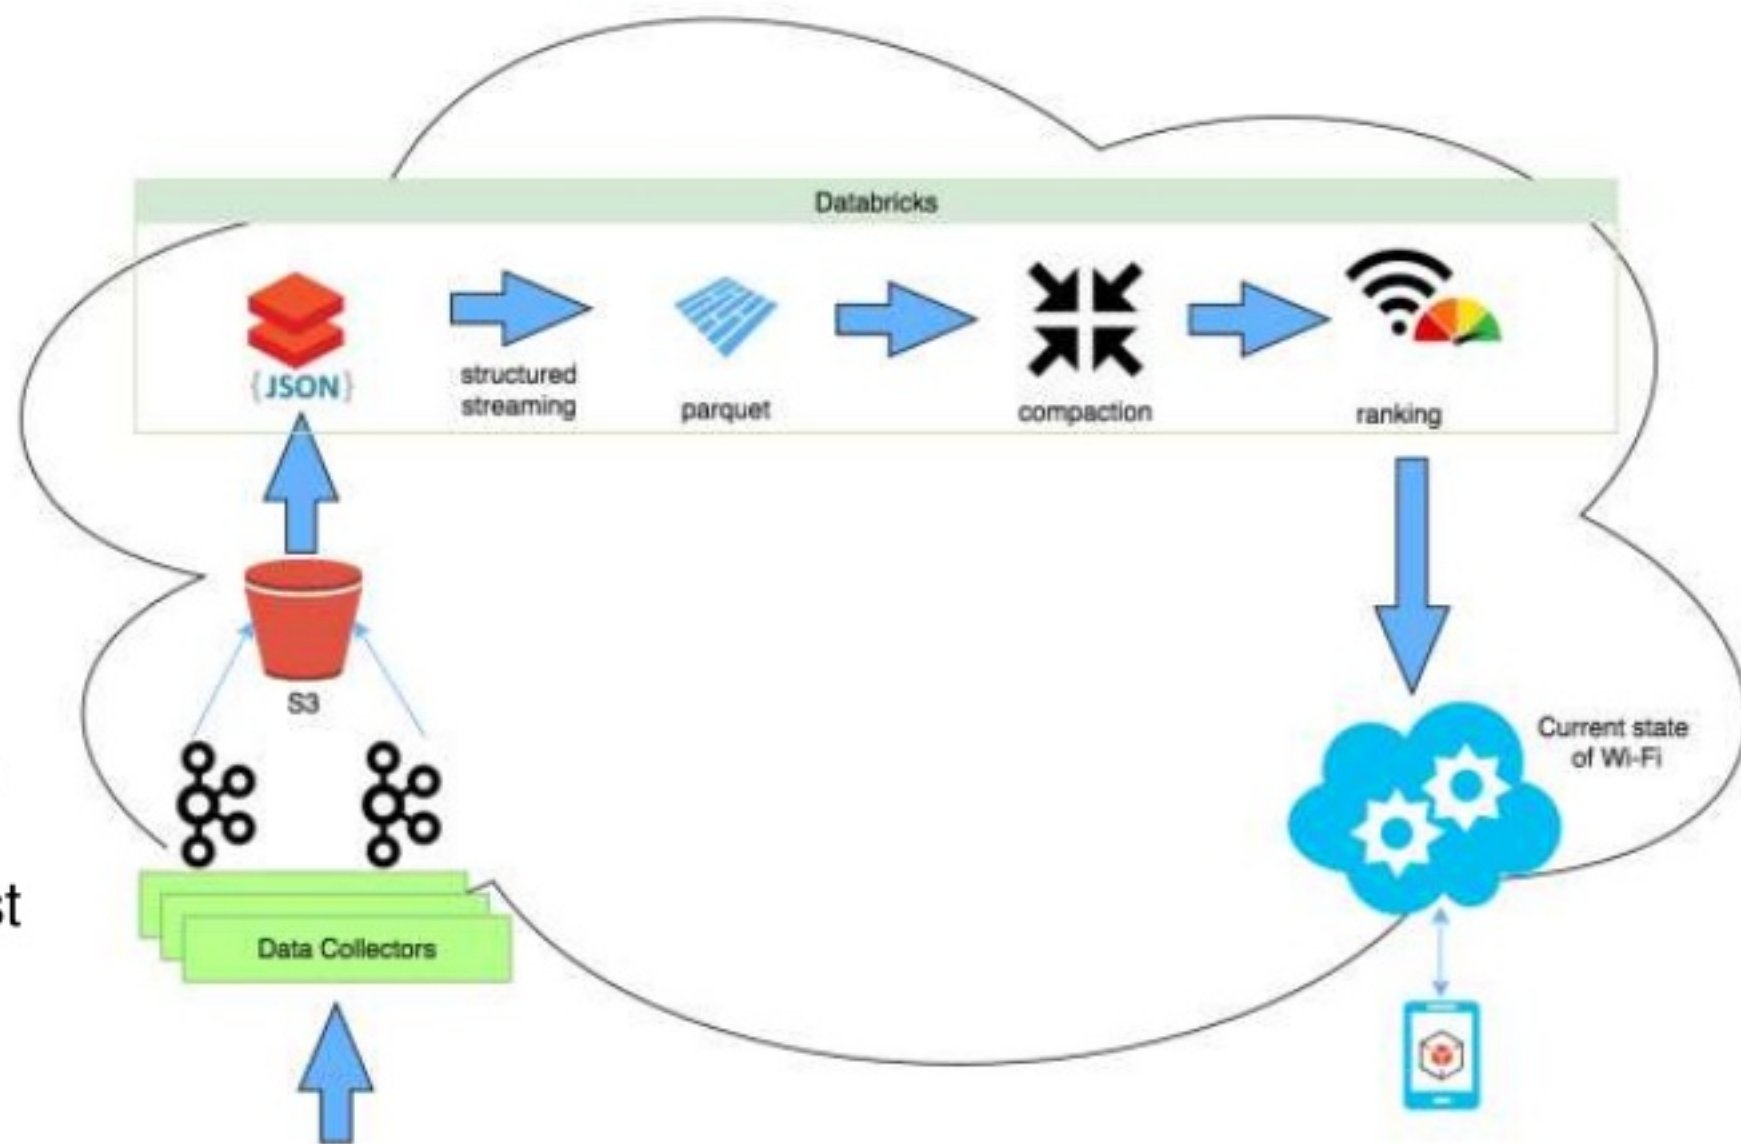 Databricks
{JSON}
structured
streaming
parquet
compaction
ranking
S3
Current state
of Wi-Fi
st
Data Collectors